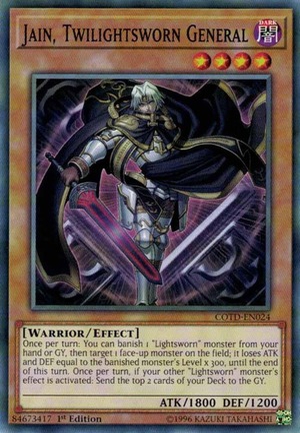 JAIN, TWILIGHTSWORN GENERAL
DARK
闇
COTD-EN024
[WARRIOR/EFFECT]
Once per turn: You can banish 1 "Lightsworn" monster from
your hand or GY, then target 1 face-up monster on the field; it loses ATK
and DEF equal to the banished monster's Level x 300, until the end
of this turn. Once per turn, if your other "Lightsworn" monster's
effect is activated: Send the top 2 cards of your Deck to the GY.
ATK/1800 DEF/1200
84673417 1st Edition ©1996 KAZUKI TAKAHASHI